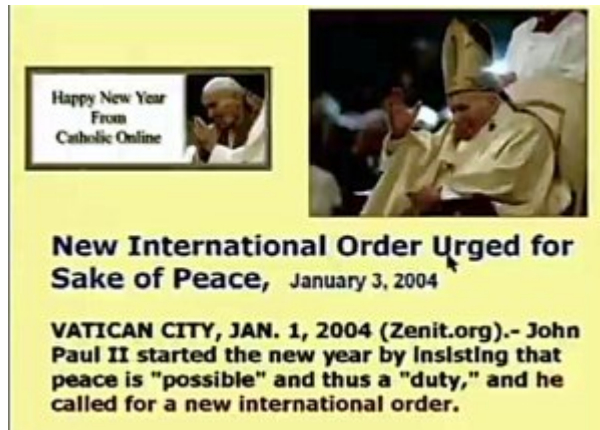 Happy New Year
From
Catholic Online
New International Order Urged for
Sake of Peace, January 3, 2004
VATICAN CITY, JAN. 1, 2004 (Zenit.org).- John
Paul II started the new year by insisting that
peace is "possible" and thus a "duty," and he
called for a new international order.